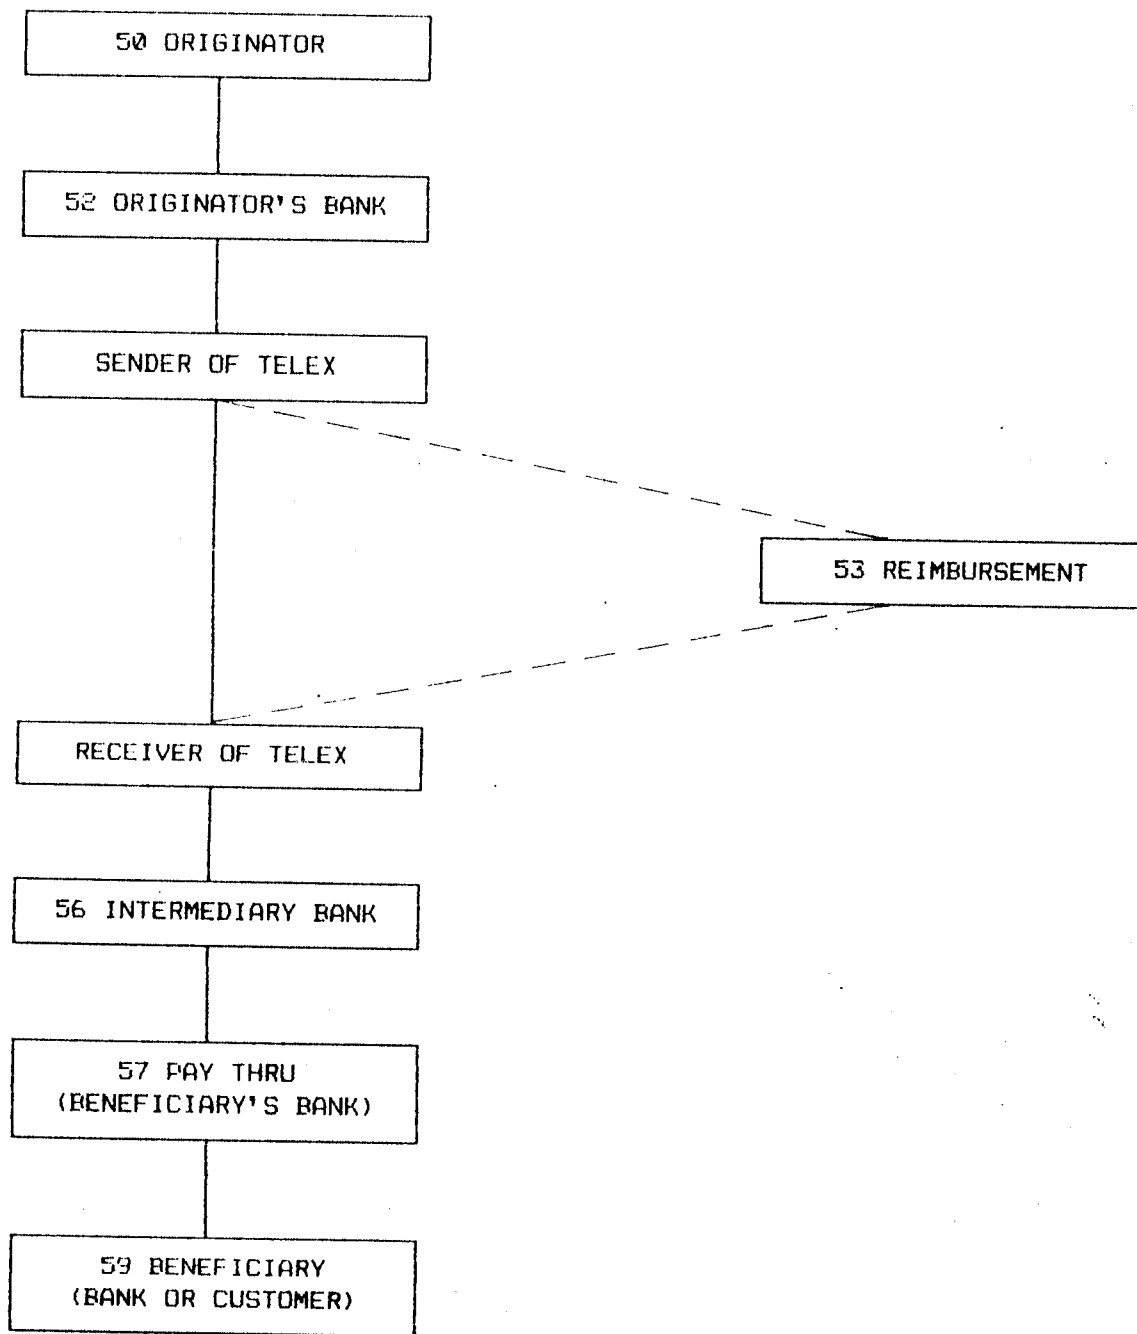 50 ORIGINATOR
52 ORIGINATOR'S BANK
SENDER OF TELEX
53 REIMBURSEMENT
RECEIVER OF TELEX
56 INTERMEDIARY BANK
57 PAY THRU
(BENEFICIARY'S BANK)
59 BENEFICIARY
(BANK OR CUSTOMER)